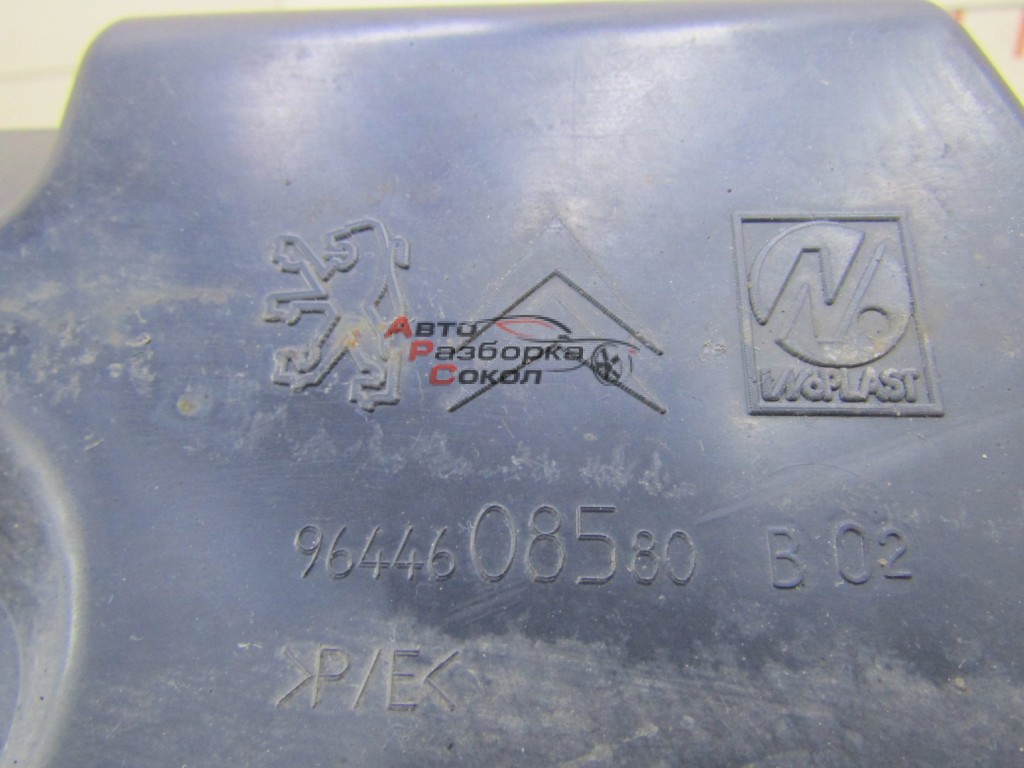 Авто
Разборка
Сокол
INOPLAST
9644608580 B 02
>P/E<